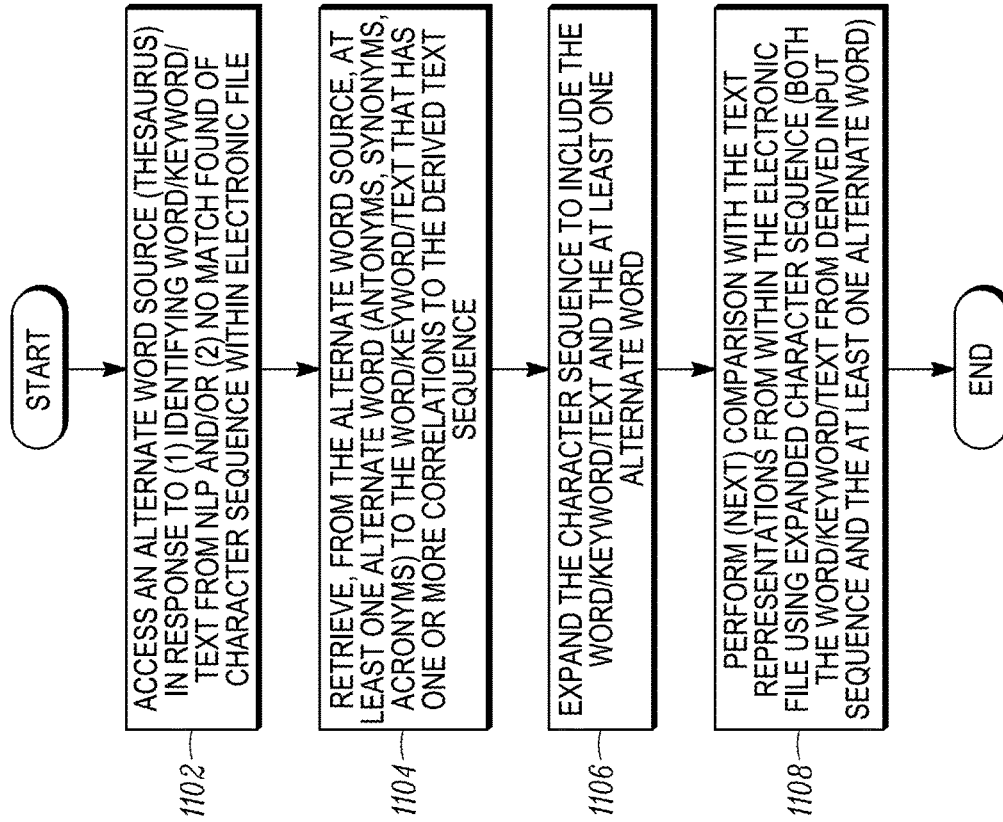 START
ACCESS AN ALTERNATE WORD SOURCE (THESAURUS)
IN RESPONSE TO (1) IDENTIFYING WORD/KEYWORD/
TEXT FROM NLP AND/OR (2) NO MATCH FOUND OF
CHARACTER SEQUENCE WITHIN ELECTRONIC FILE
1102
RETRIEVE, FROM THE ALTERNATE WORD SOURCE, AT
LEAST ONE ALTERNATE WORD (ANTONYMS, SYNONYMS,
ACRONYMS) TO THE WORD/KEYWORD/TEXT THAT HAS
ONE OR MORE CORRELATIONS TO THE DERIVED TEXT
SEQUENCE
1104
EXPAND THE CHARACTER SEQUENCE TO INCLUDE THE
WORD/KEYWORD/TEXT AND THE AT LEAST ONE
ALTERNATE WORD
1106
PERFORM (NEXT) COMPARISON WITH THE TEXT
REPRESENTATIONS FROM WITHIN THE ELECTRONIC
FILE USING EXPANDED CHARACTER SEQUENCE (BOTH
THE WORD/KEYWORD/TEXT FROM DERIVED INPUT
SEQUENCE AND THE AT LEAST ONE ALTERNATE WORD)
1108
END